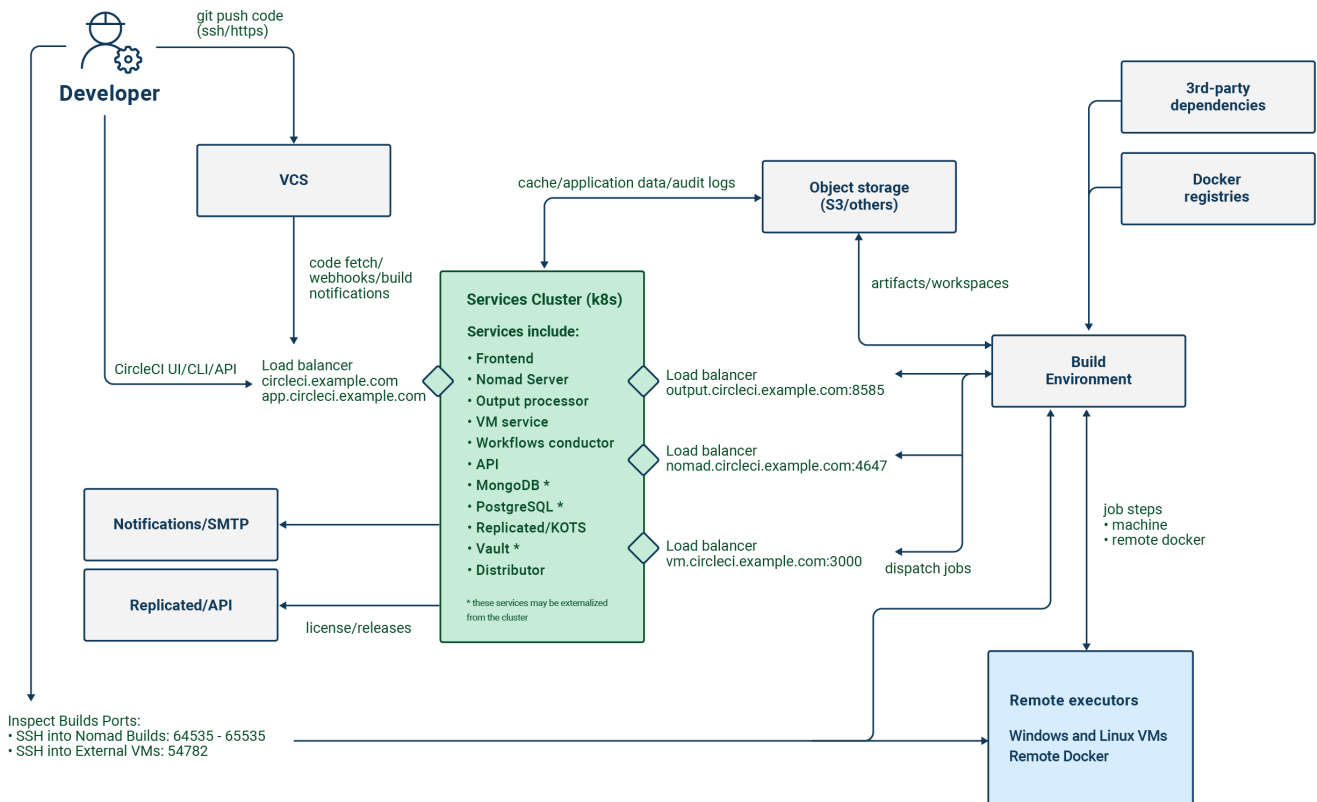 git push code
(ssh/https)
Developer
VCS
3rd-party
dependencies
Docker
registries
cache/application data/audit logs
Object storage
(S3/others)
code fetch/
webhooks/build
notifications
artifacts/workspaces
CircleCI UI/CLI/API
Load balancer
circleci.example.com
app.circleci.example.com
Services Cluster (k8s)
Services include:
• Frontend
• Nomad Server
• Output processor
• VM service
• Workflows conductor
• API
• MongoDB *
• PostgreSQL *
• Replicated/KOTS
• Vault *
• Distributor
* these services may be externalized
from the cluster
Load balancer
output.circleci.example.com:8585
Load balancer
nomad.circleci.example.com:4647
Load balancer
vm.circleci.example.com:3000
dispatch jobs
Build
Environment
job steps
• machine
• remote docker
Notifications/SMTP
Replicated/API
license/releases
Inspect Builds Ports:
• SSH into Nomad Builds: 64535 - 65535
• SSH into External VMs: 54782
Remote executors
Windows and Linux VMs
Remote Docker